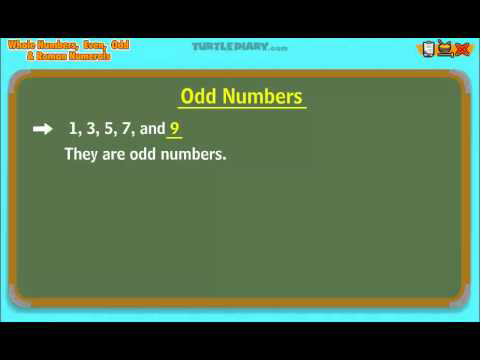 Whole Numbers, Even, Odd
& Roman Numerals
TURTLEDIARY.com
Odd Numbers
1, 3, 5, 7, and 9
They are odd numbers.